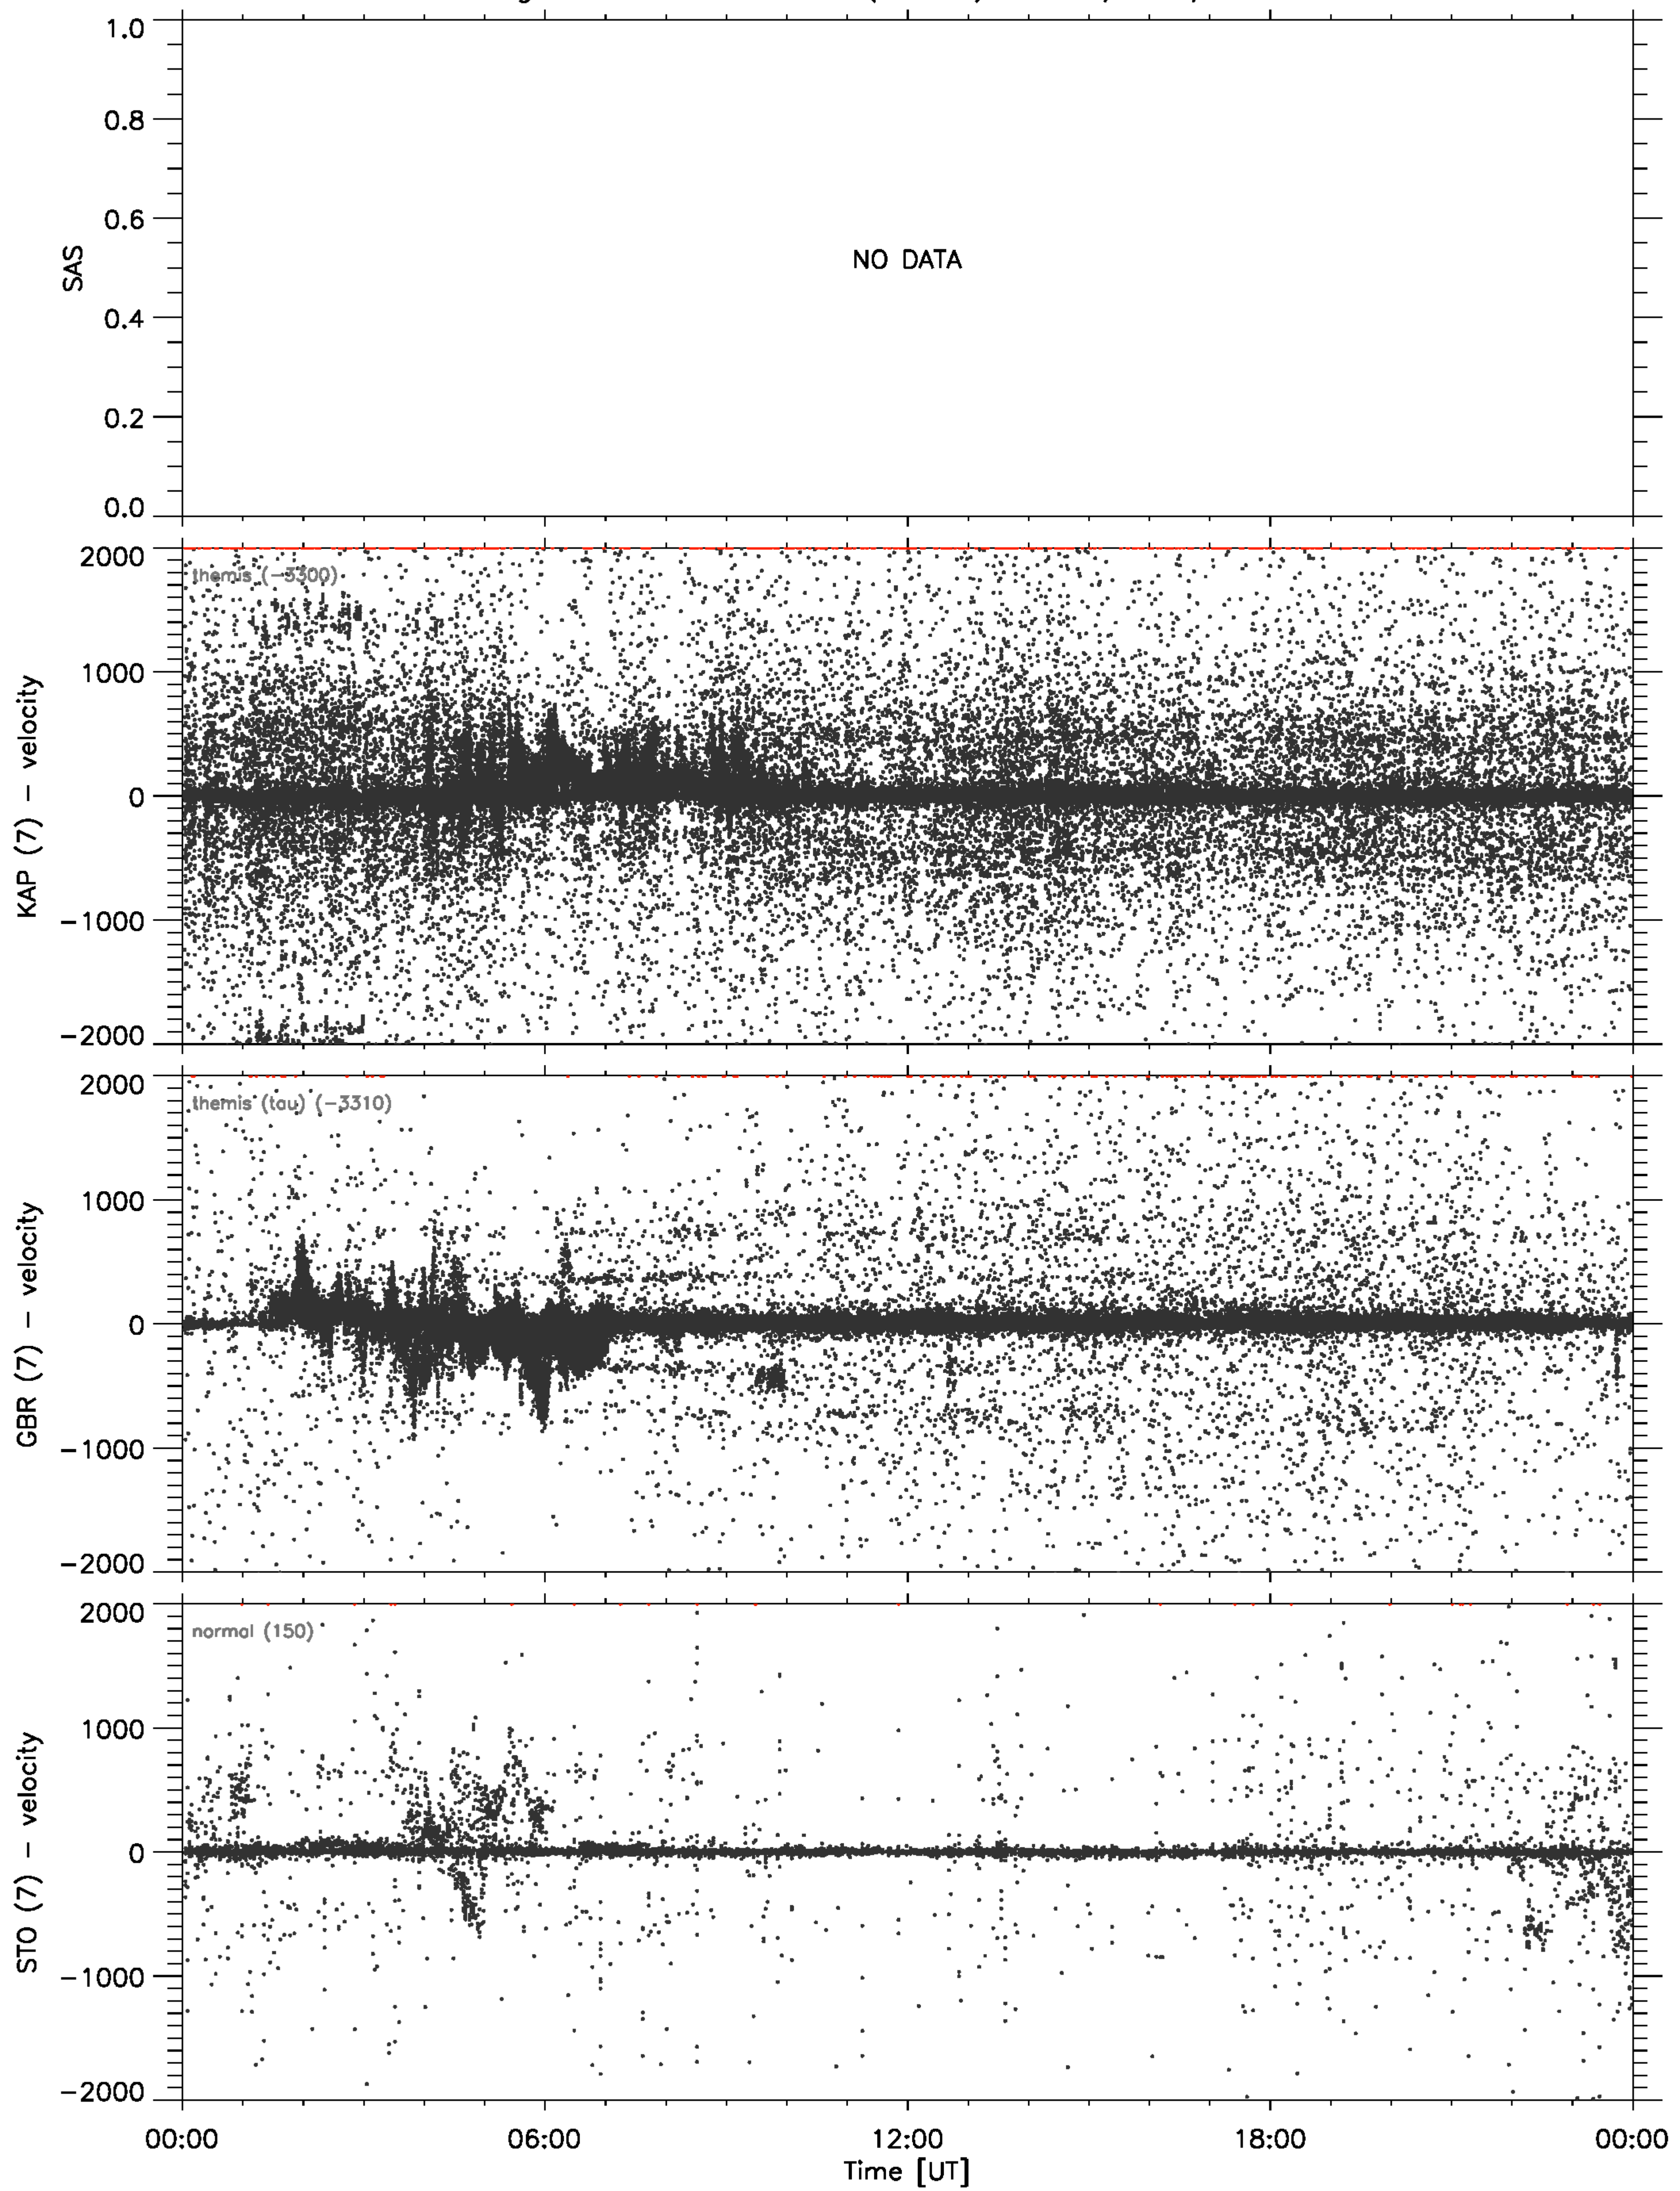 1.0
0.8
0.6
0.4
0.2
0.0
SAS
NO DATA
2000
1000
0
-1000
-2000
KAP (7) - velocity
themis (-3300)
2000
1000
0
-1000
-2000
GBR (7) - velocity
themis (tau) (-3310)
2000
1000
0
-1000
-2000
STO (7) - velocity
normal (150)
00:00 06:00 12:00 18:00 00:00
Time [UT]